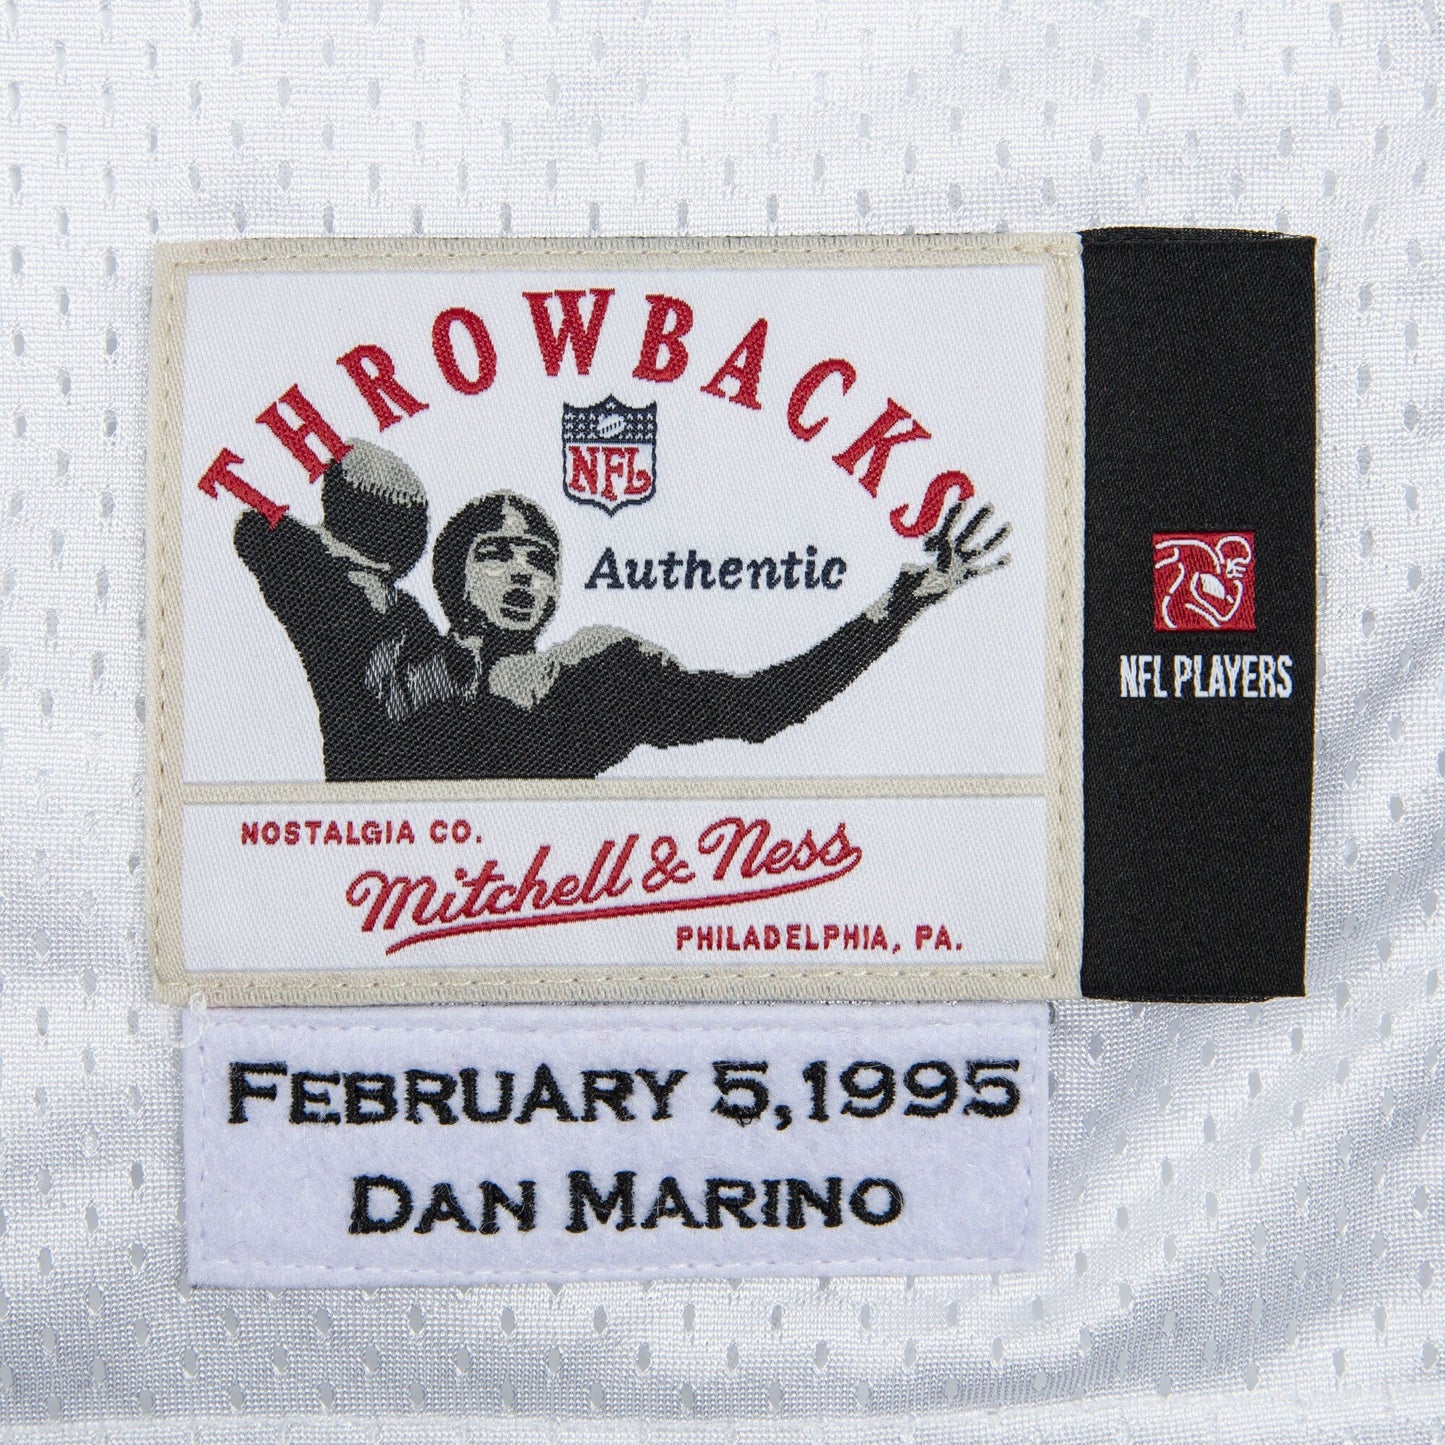 THROWBACKS
NFL
Authentic
NFL PLAYERS
NOSTALGIA CO.
Mitchell & Ness
PHILADELPHIA, PA.
FEBRUARY 5,1995
DAN MARINO